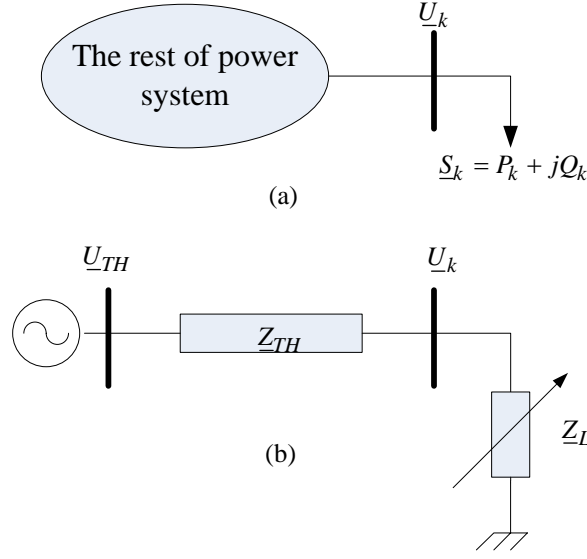 The rest of power
system
U_k
S_k = P_k + jQ_k
(a)
U_TH
Z_TH
U_k
Z_L
(b)